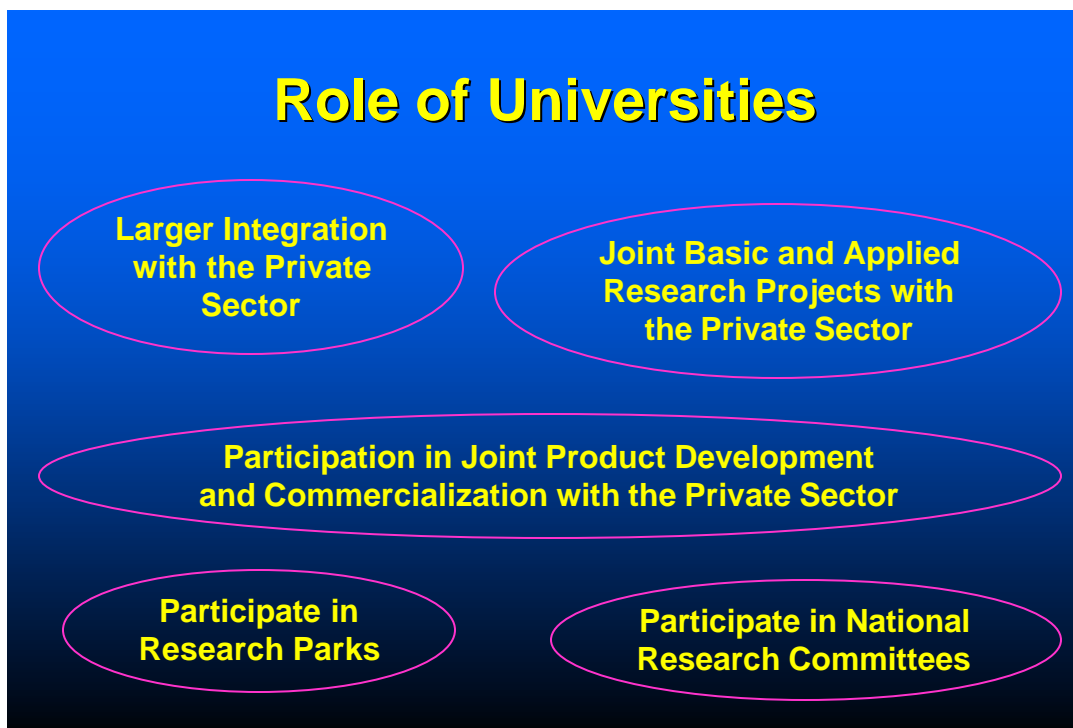 Role of Universities
Larger Integration
with the Private
Sector
Joint Basic and Applied
Research Projects with
the Private Sector
Participation in Joint Product Development
and Commercialization with the Private Sector
Participate in
Research Parks
Participate in National
Research Committees